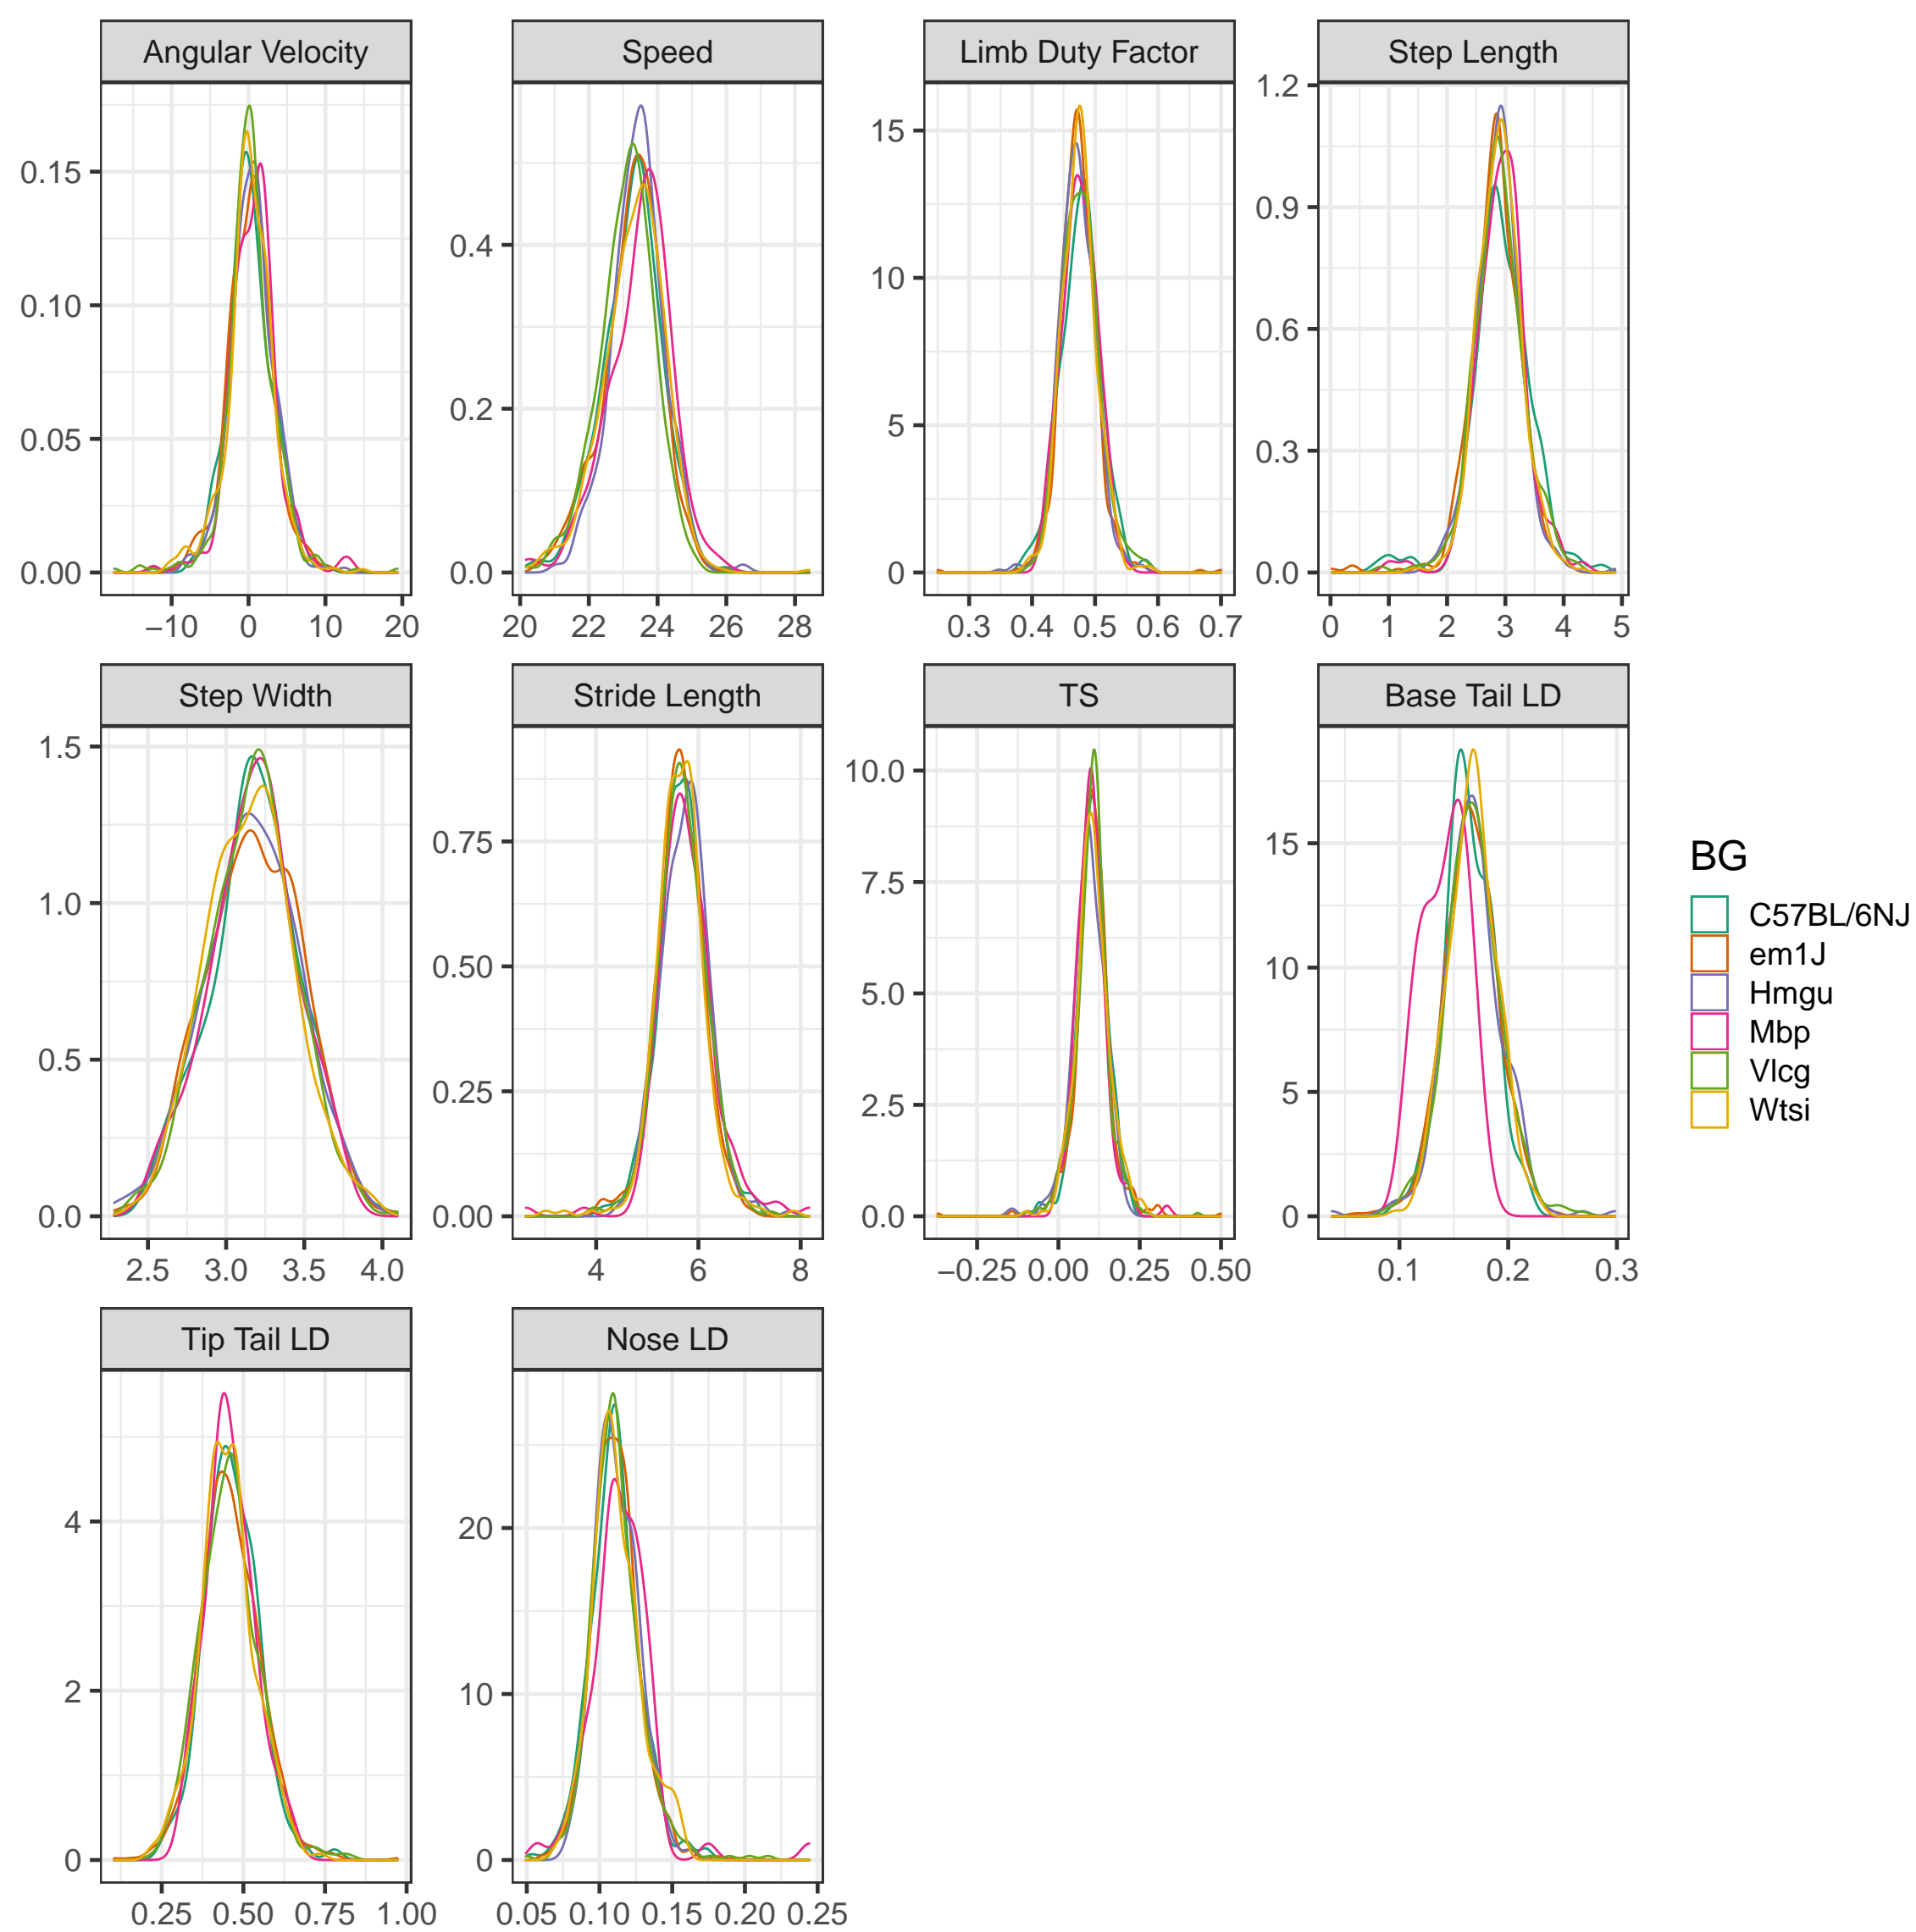 Angular Velocity
0.15
0.10
0.05
0.00
−10 0 10 20
Speed
0.4
0.2
0.0
20 22 24 26 28
Limb Duty Factor
15
10
5
0
0.3 0.4 0.5 0.6 0.7
Step Length
1.2
0.9
0.6
0.3
0.0
0 1 2 3 4 5
Step Width
1.5
1.0
0.5
0.0
2.5 3.0 3.5 4.0
Stride Length
0.75
0.50
0.25
0.00
4 6 8
TS
10.0
7.5
5.0
2.5
0.0
−0.25 0.00 0.25 0.50
Base Tail LD
15
10
5
0
0.1 0.2 0.3
Tip Tail LD
4
2
0
0.25 0.50 0.75 1.00
Nose LD
20
10
0
0.05 0.10 0.15 0.20 0.25
BG
C57BL/6NJ
em1J
Hmgu
Mbp
Vlcg
Wtsi